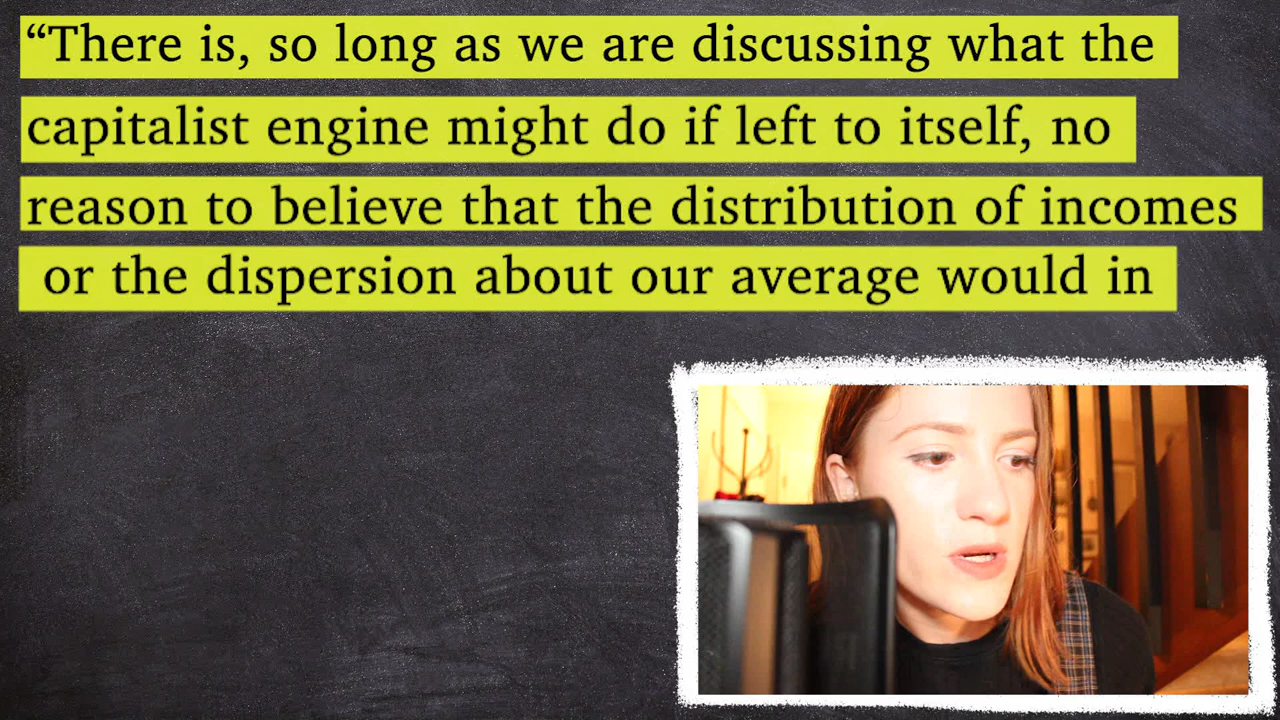 “There is, so long as we are discussing what the
capitalist engine might do if left to itself, no
reason to believe that the distribution of incomes
or the dispersion about our average would in